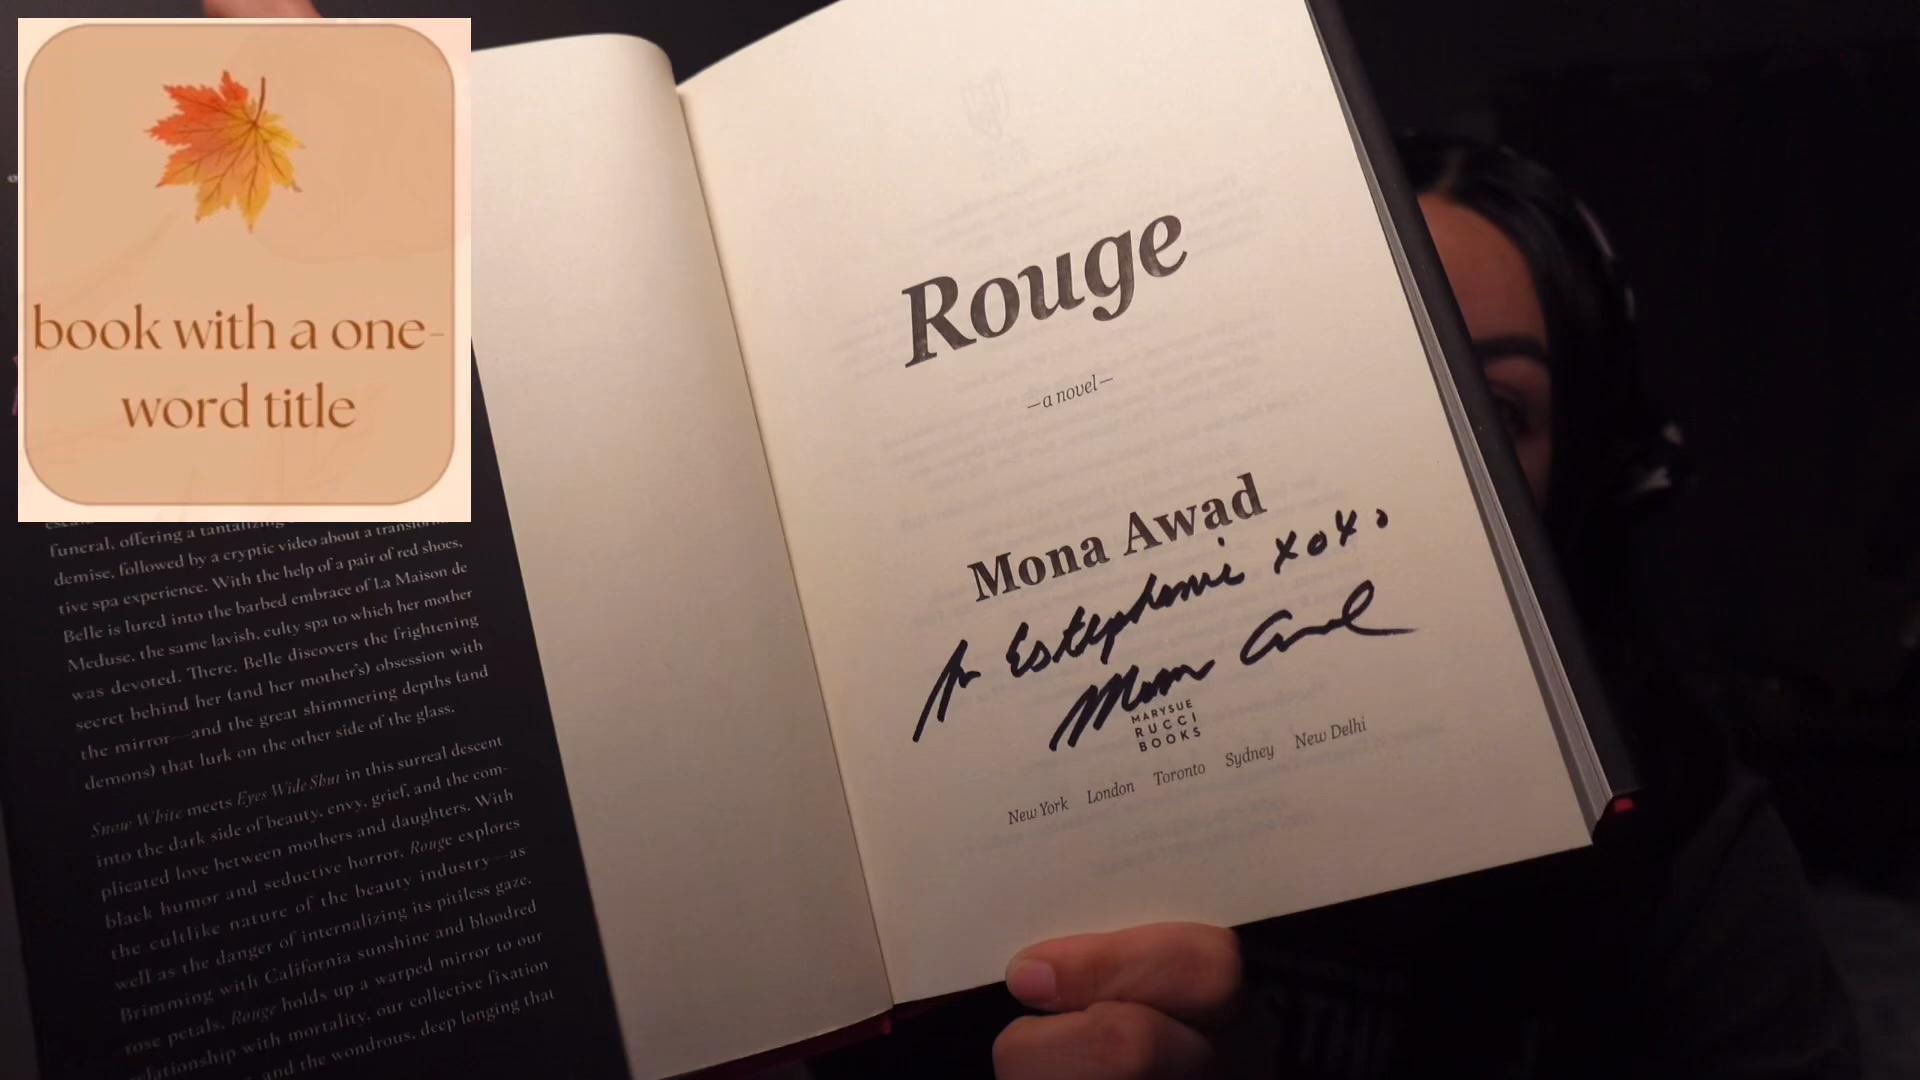 book with a one-
word title
funeral, offering a tantalizing
demise, followed by a cryptic video about a transform-
tive spa experience. With the help of a pair of red shoes,
Belle is lured into the barbed embrace of La Maison de
Meduse, the same lavish, culty spa to which her mother
was devoted. There, Belle discovers the frightening
secret behind her (and her mother's) obsession with
the mirror—and the great shimmering depths (and
demons) that lurk on the other side of the glass.
Snow White meets Eyes Wide Shut in this surreal descent
into the dark side of beauty, envy, grief, and the com-
plicated love between mothers and daughters. With
black humor and seductive horror, Rouge explores
the cultlike nature of the beauty industry—as
well as the danger of internalizing its pitiless gaze.
Brimming with California sunshine and bloodred
rose petals, Rouge holds up a warped mirror to our
relationship with mortality, our collective fixation
and the wondrous, deep longing that
Rouge
—a novel—
Mona Awad
Estephanie xoxo
Mona Awad
MARYSUE
RUCCI
BOOKS
New York London Toronto Sydney New Delhi